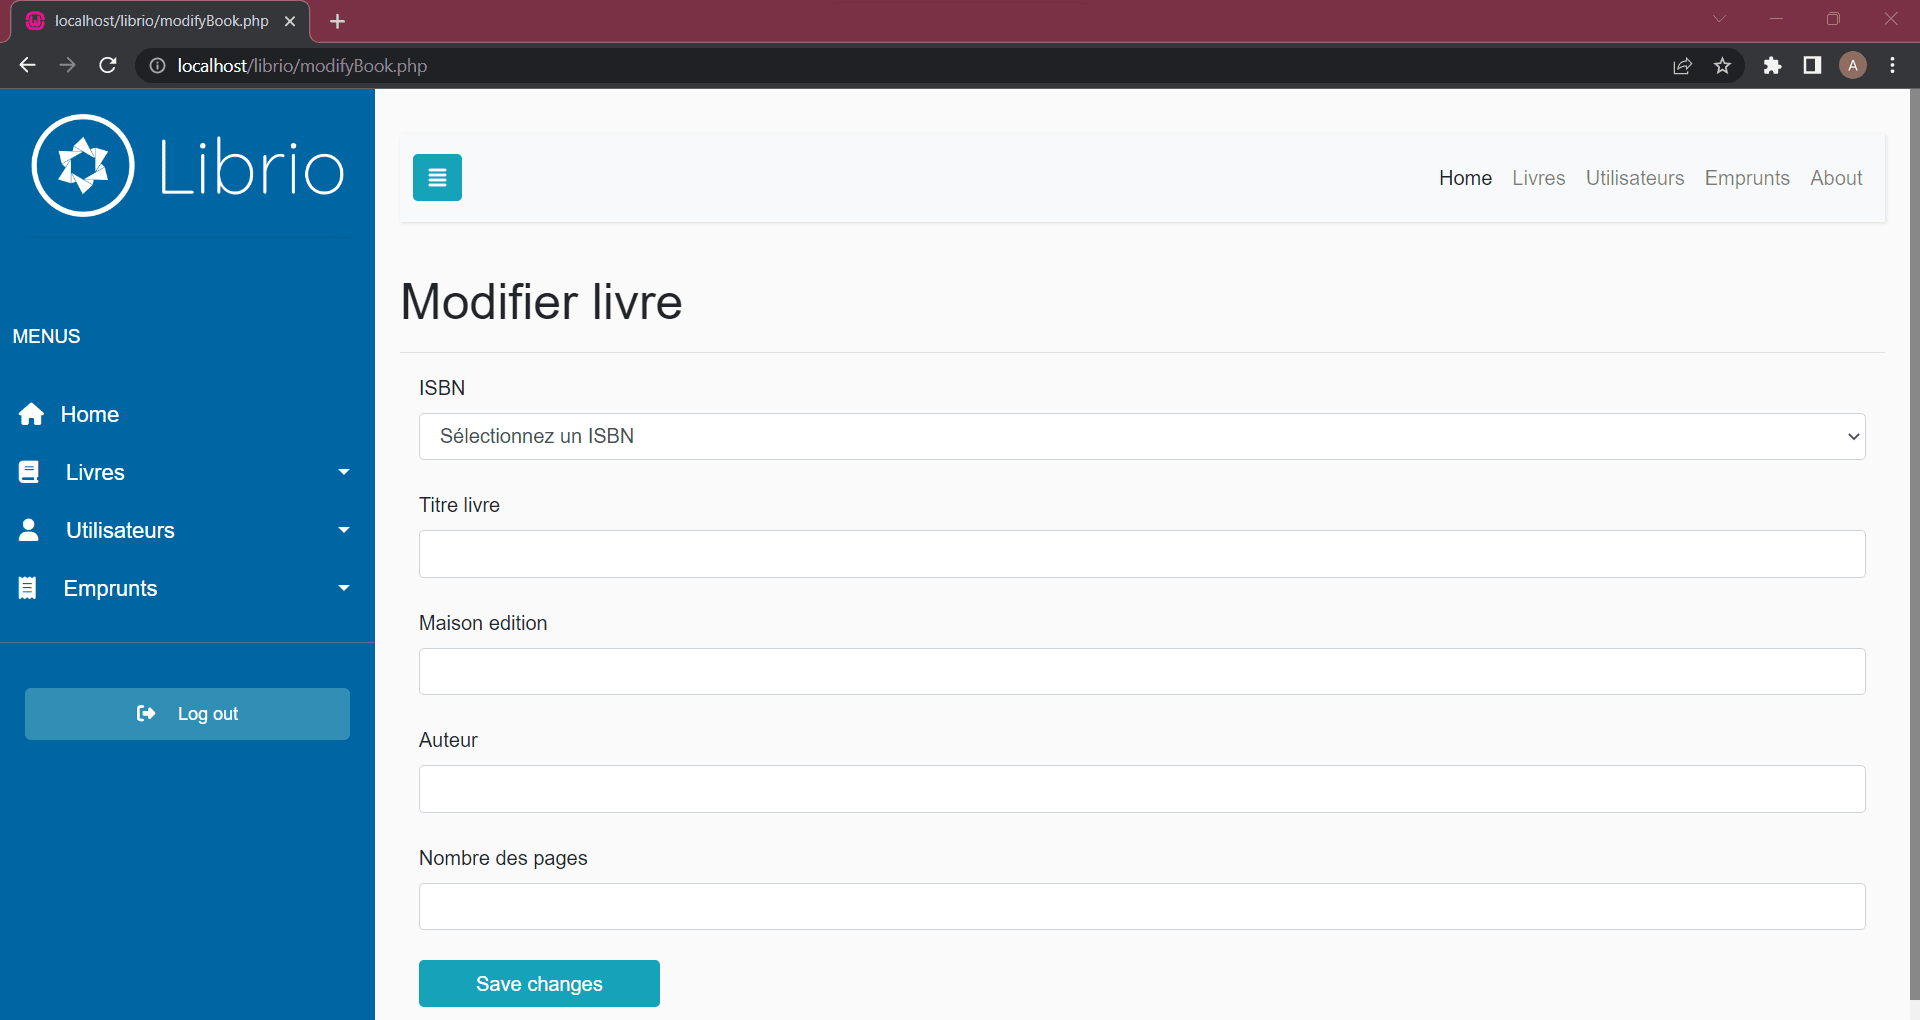 localhost/librio/modifyBook.php
localhost/librio/modifyBook.php
A
Librio
Home Livres Utilisateurs Emprunts About
MENUS
Home
Livres
Utilisateurs
Emprunts
Log out
Modifier livre
ISBN
Sélectionnez un ISBN
Titre livre
Maison edition
Auteur
Nombre des pages
Save changes